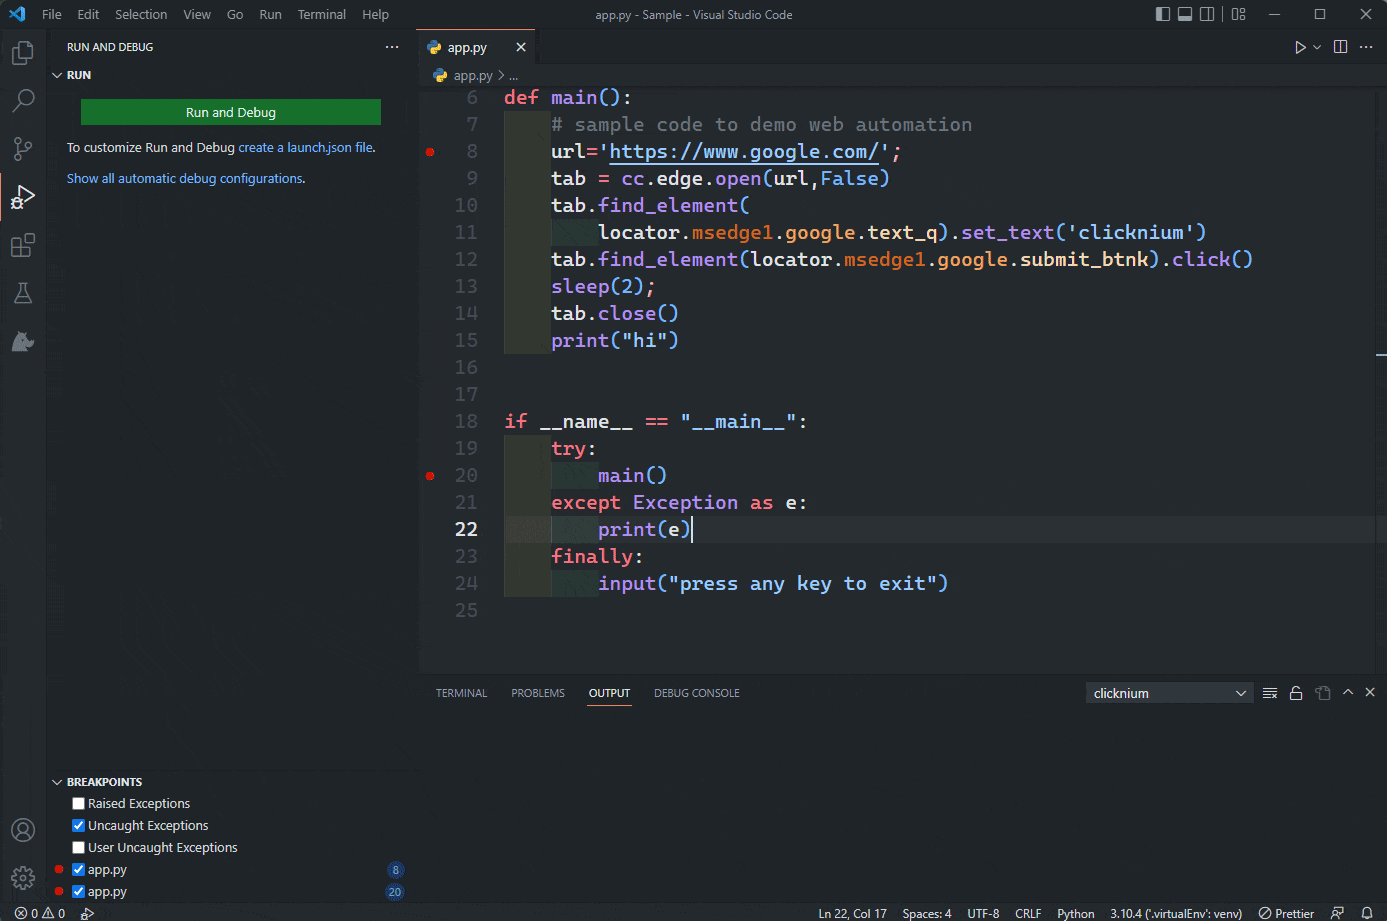 File Edit Selection View Go Run Terminal Help
app.py - Sample - Visual Studio Code
RUN AND DEBUG
RUN
Run and Debug
To customize Run and Debug create a launch.json file.
Show all automatic debug configurations.
app.py
app.py > ...
6 def main():
7 # sample code to demo web automation
8 url='https://www.google.com/';
9 tab = cc.edge.open(url,False)
10 tab.find_element(
11 locator.msedge1.google.text_q).set_text('clicknium')
12 tab.find_element(locator.msedge1.google.submit_btnk).click()
13 sleep(2);
14 tab.close()
15 print("hi")
16
17
18 if __name__ == "__main__":
19 try:
20 main()
21 except Exception as e:
22 print(e)
23 finally:
24 input("press any key to exit")
25
TERMINAL PROBLEMS OUTPUT DEBUG CONSOLE
clicknium
BREAKPOINTS
Raised Exceptions
Uncaught Exceptions
User Uncaught Exceptions
app.py 8
app.py 20
0 0 Ln 22, Col 17 Spaces: 4 UTF-8 CRLF Python 3.10.4 ('.virtualEnv': venv) Prettier